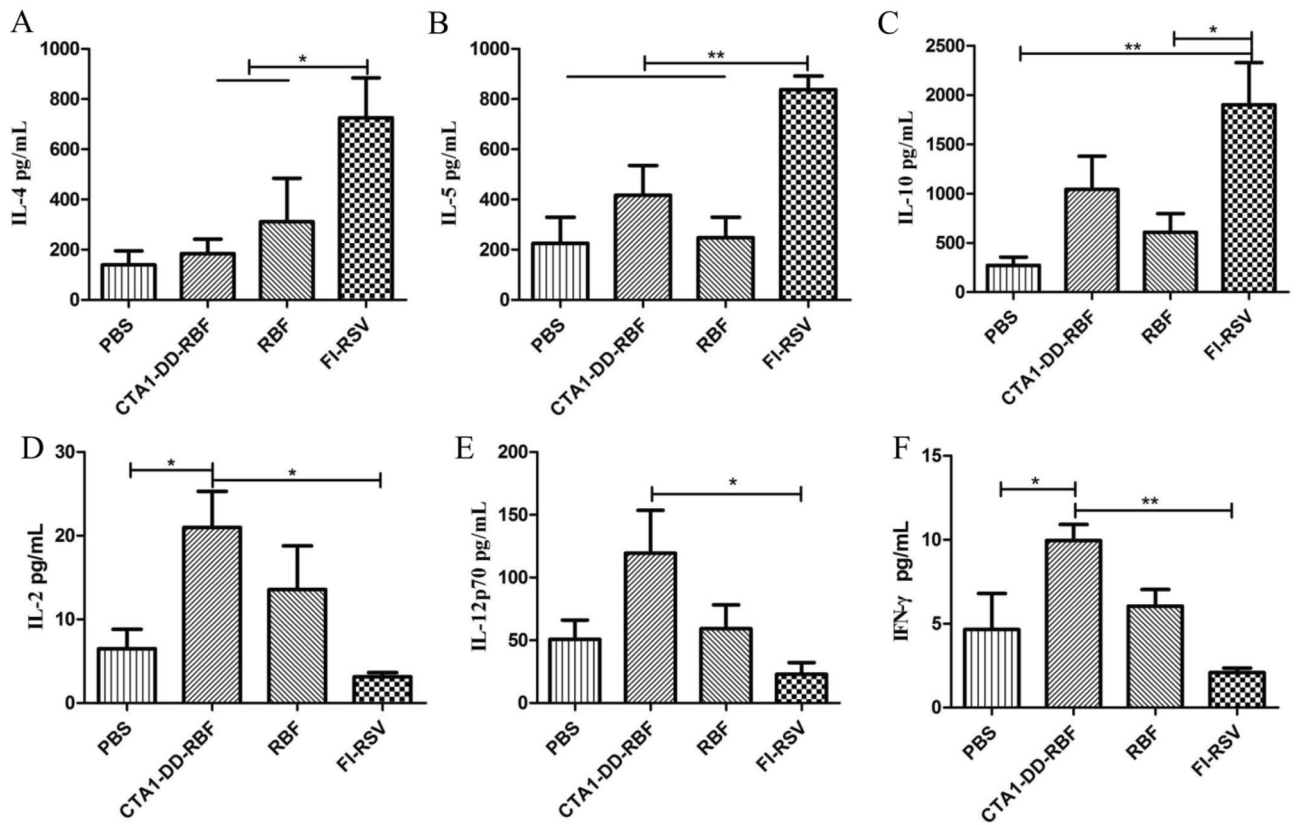 A
IL-4 pg/mL
1000
800
600
400
200
0
*
PBS
CTA1-DD-RBF
RBF
FI-RSV
B
IL-5 pg/mL
1000
800
600
400
200
0
**
PBS
CTA1-DD-RBF
RBF
FI-RSV
C
IL-10 pg/mL
2500
2000
1500
1000
500
0
*
**
PBS
CTA1-DD-RBF
RBF
FI-RSV
D
IL-2 pg/mL
30
20
10
0
*
*
PBS
CTA1-DD-RBF
RBF
FI-RSV
E
IL-12p70 pg/mL
200
150
100
50
0
*
PBS
CTA1-DD-RBF
RBF
FI-RSV
F
IFN-γ pg/mL
15
10
5
0
*
**
PBS
CTA1-DD-RBF
RBF
FI-RSV